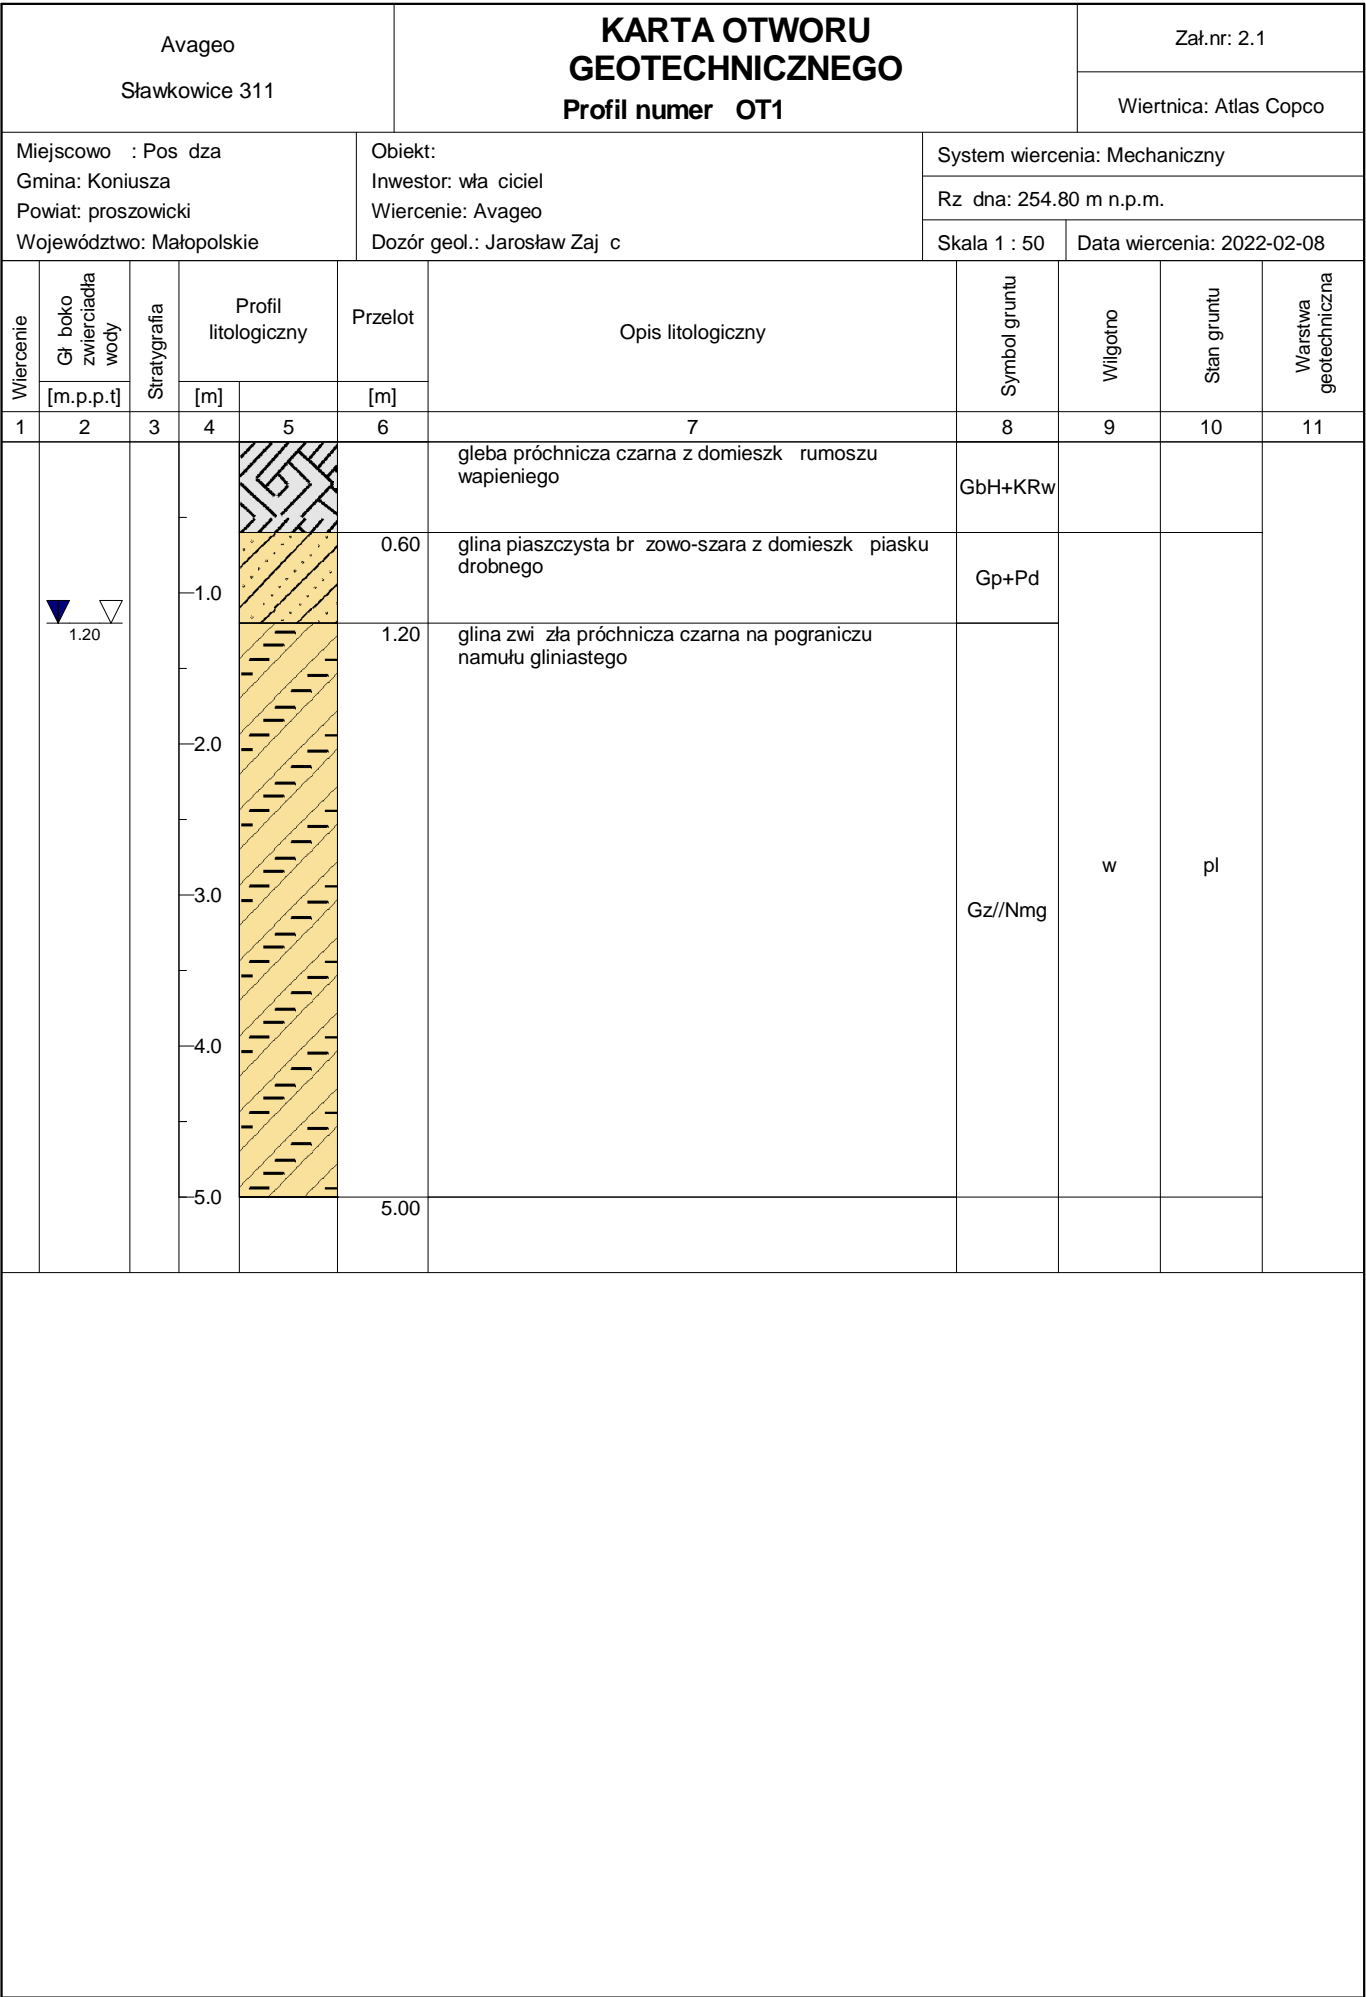 Avageo
Sławkowice 311
KARTA OTWORU
GEOTECHNICZNEGO
Profil numer OT1
Zał.nr: 2.1
Wiertnica: Atlas Copco
Miejscowo : Pos dza
Gmina: Koniusza
Powiat: proszowicki
Województwo: Małopolskie
Obiekt:
Inwestor: wła ciciel
Wiercenie: Avageo
Dozór geol.: Jarosław Zaj c
System wiercenia: Mechaniczny
Rz dna: 254.80 m n.p.m.
Skala 1 : 50
Data wiercenia: 2022-02-08
Wiercenie
Gł boko
zwierciadła
wody
[m.p.p.t]
Stratygrafia
Profil
litologiczny
[m]
Przelot
[m]
Opis litologiczny
Symbol gruntu
Wilgotno
Stan gruntu
Warstwa
geotechniczna
1 2 3 4 5 6 7 8 9 10 11
gleba próchnicza czarna z domieszk rumoszu
wapieniego
GbH+KRw
0.60
glina piaszczysta br zowo-szara z domieszk piasku
drobnego
Gp+Pd
1.0
1.20
1.20
glina zwi zła próchnicza czarna na pograniczu
namułu gliniastego
2.0
w
pl
3.0
Gz//Nmg
4.0
5.0
5.00